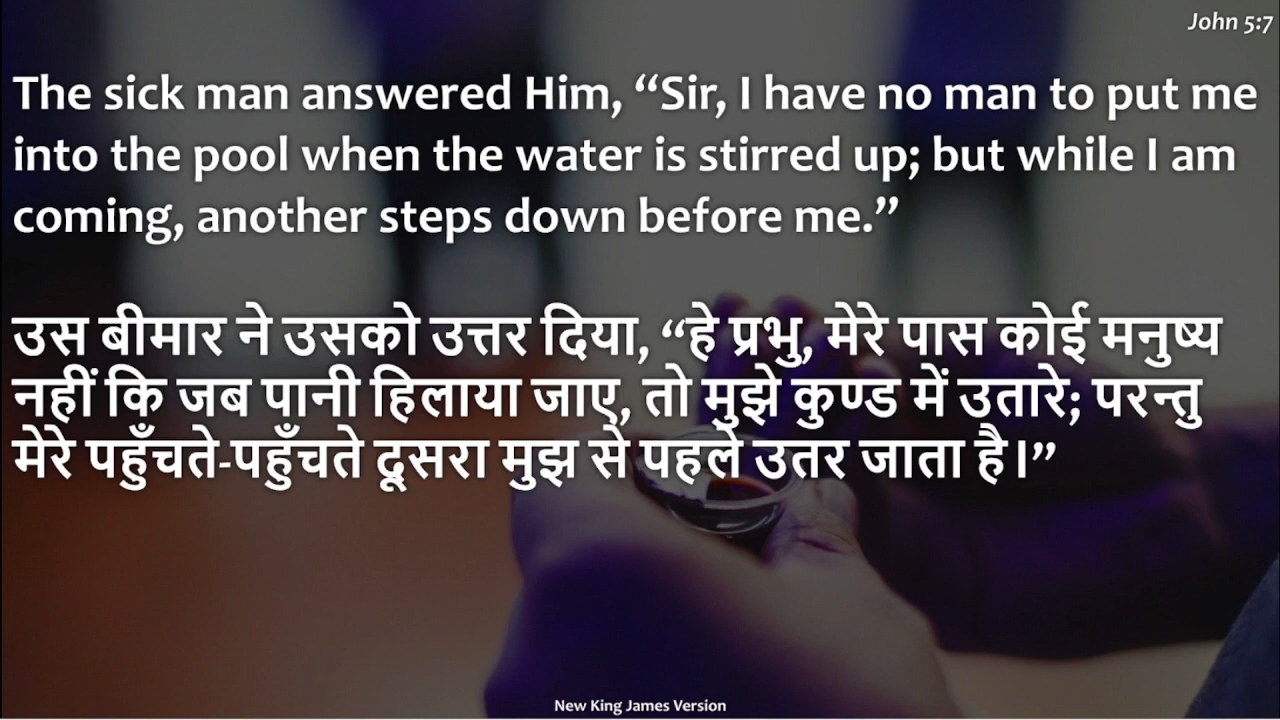 John 5:7
The sick man answered Him, “Sir, I have no man to put me
into the pool when the water is stirred up; but while I am
coming, another steps down before me.”
उस बीमार ने उसको उत्तर दिया, “हे प्रभु, मेरे पास कोई मनुष्य
नहीं कि जब पानी हिलाया जाए, तो मुझे कुण्ड में उतारे; परन्तु
मेरे पहुँचते-पहुँचते दूसरा मुझ से पहले उतर जाता है।”
New King James Version